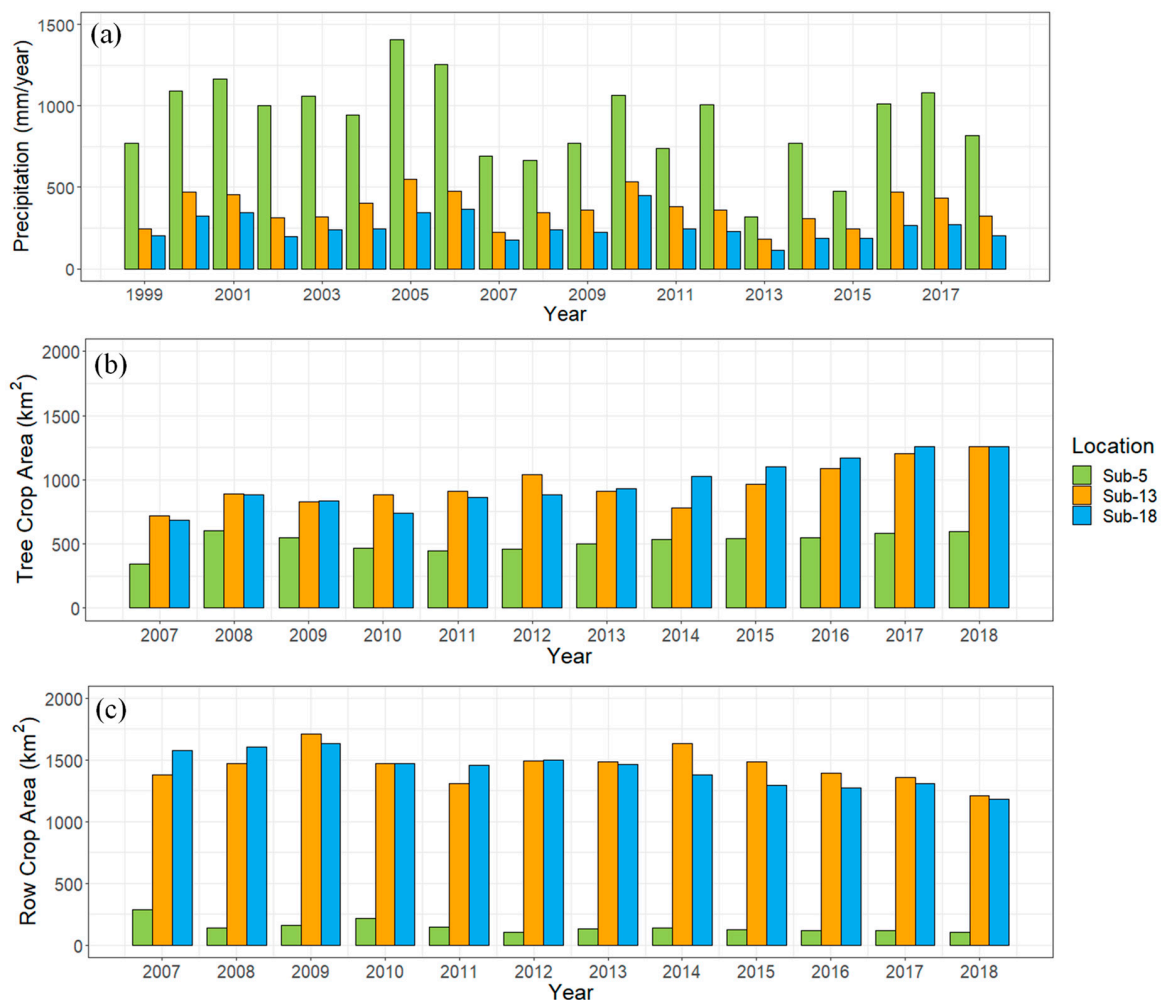 (a)
Precipitation (mm/year)
1500
1000
500
0
1999 2001 2003 2005 2007 2009 2011 2013 2015 2017
Year
(b)
Tree Crop Area (km²)
2000
1500
1000
500
0
2007 2008 2009 2010 2011 2012 2013 2014 2015 2016 2017 2018
Year
Location
Sub-5
Sub-13
Sub-18
(c)
Row Crop Area (km²)
2000
1500
1000
500
0
2007 2008 2009 2010 2011 2012 2013 2014 2015 2016 2017 2018
Year